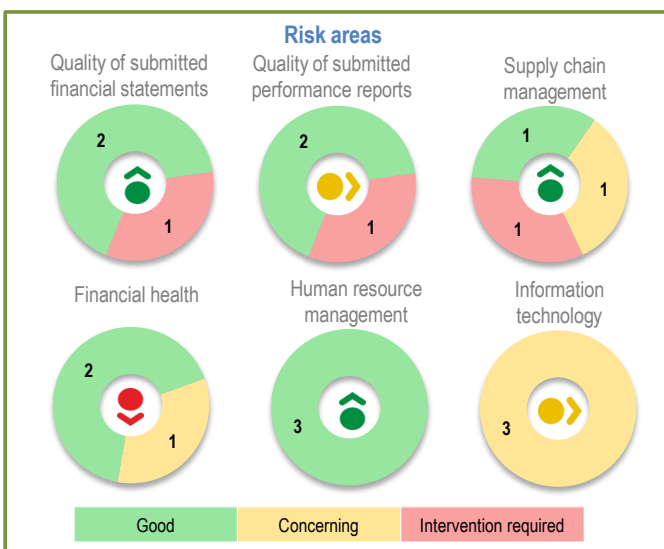 Risk areas
Quality of submitted
financial statements
Quality of submitted
performance reports
Supply chain
management
2
1
2
1
1
1
1
Financial health
Human resource
management
Information
technology
2
1
3
3
Good
Concerning
Intervention required